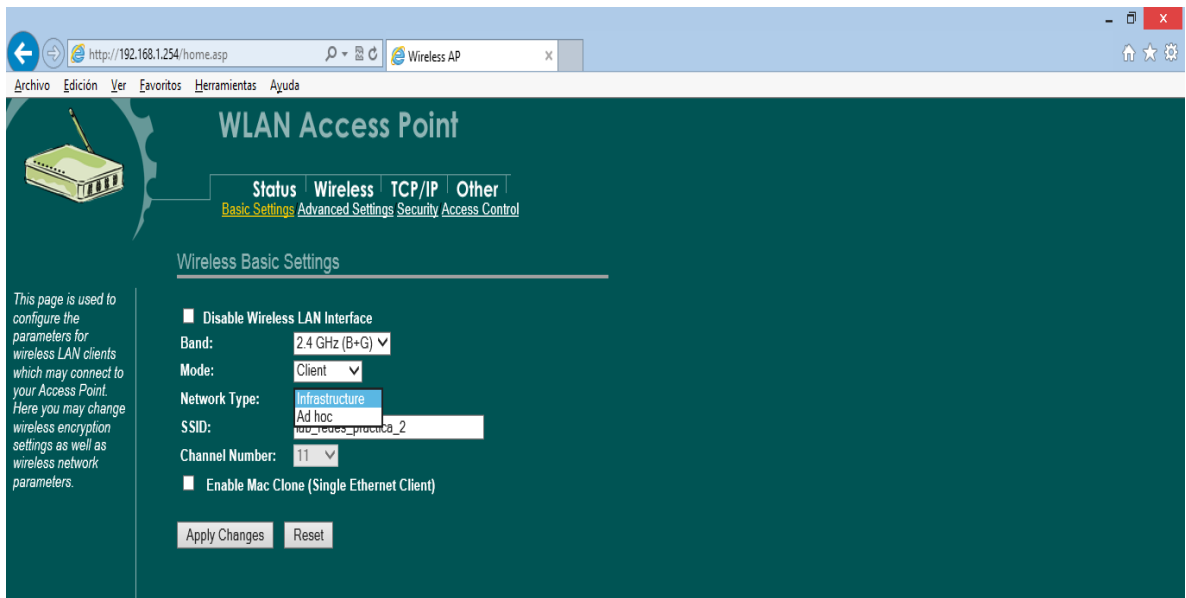 http://192.168.1.254/home.asp
Wireless AP
Archivo Edición Ver Favoritos Herramientas Ayuda
WLAN Access Point
Status Wireless TCP/IP Other
Basic Settings Advanced Settings Security Access Control
Wireless Basic Settings
This page is used to
configure the
parameters for
wireless LAN clients
which may connect to
your Access Point.
Here you may change
wireless encryption
settings as well as
wireless network
parameters.
Disable Wireless LAN Interface
Band: 2.4 GHz (B+G)
Mode: Client
Network Type: Infrastructure
Ad hoc
SSID: lab_redes_practica_2
Channel Number: 11
Enable Mac Clone (Single Ethernet Client)
Apply Changes Reset